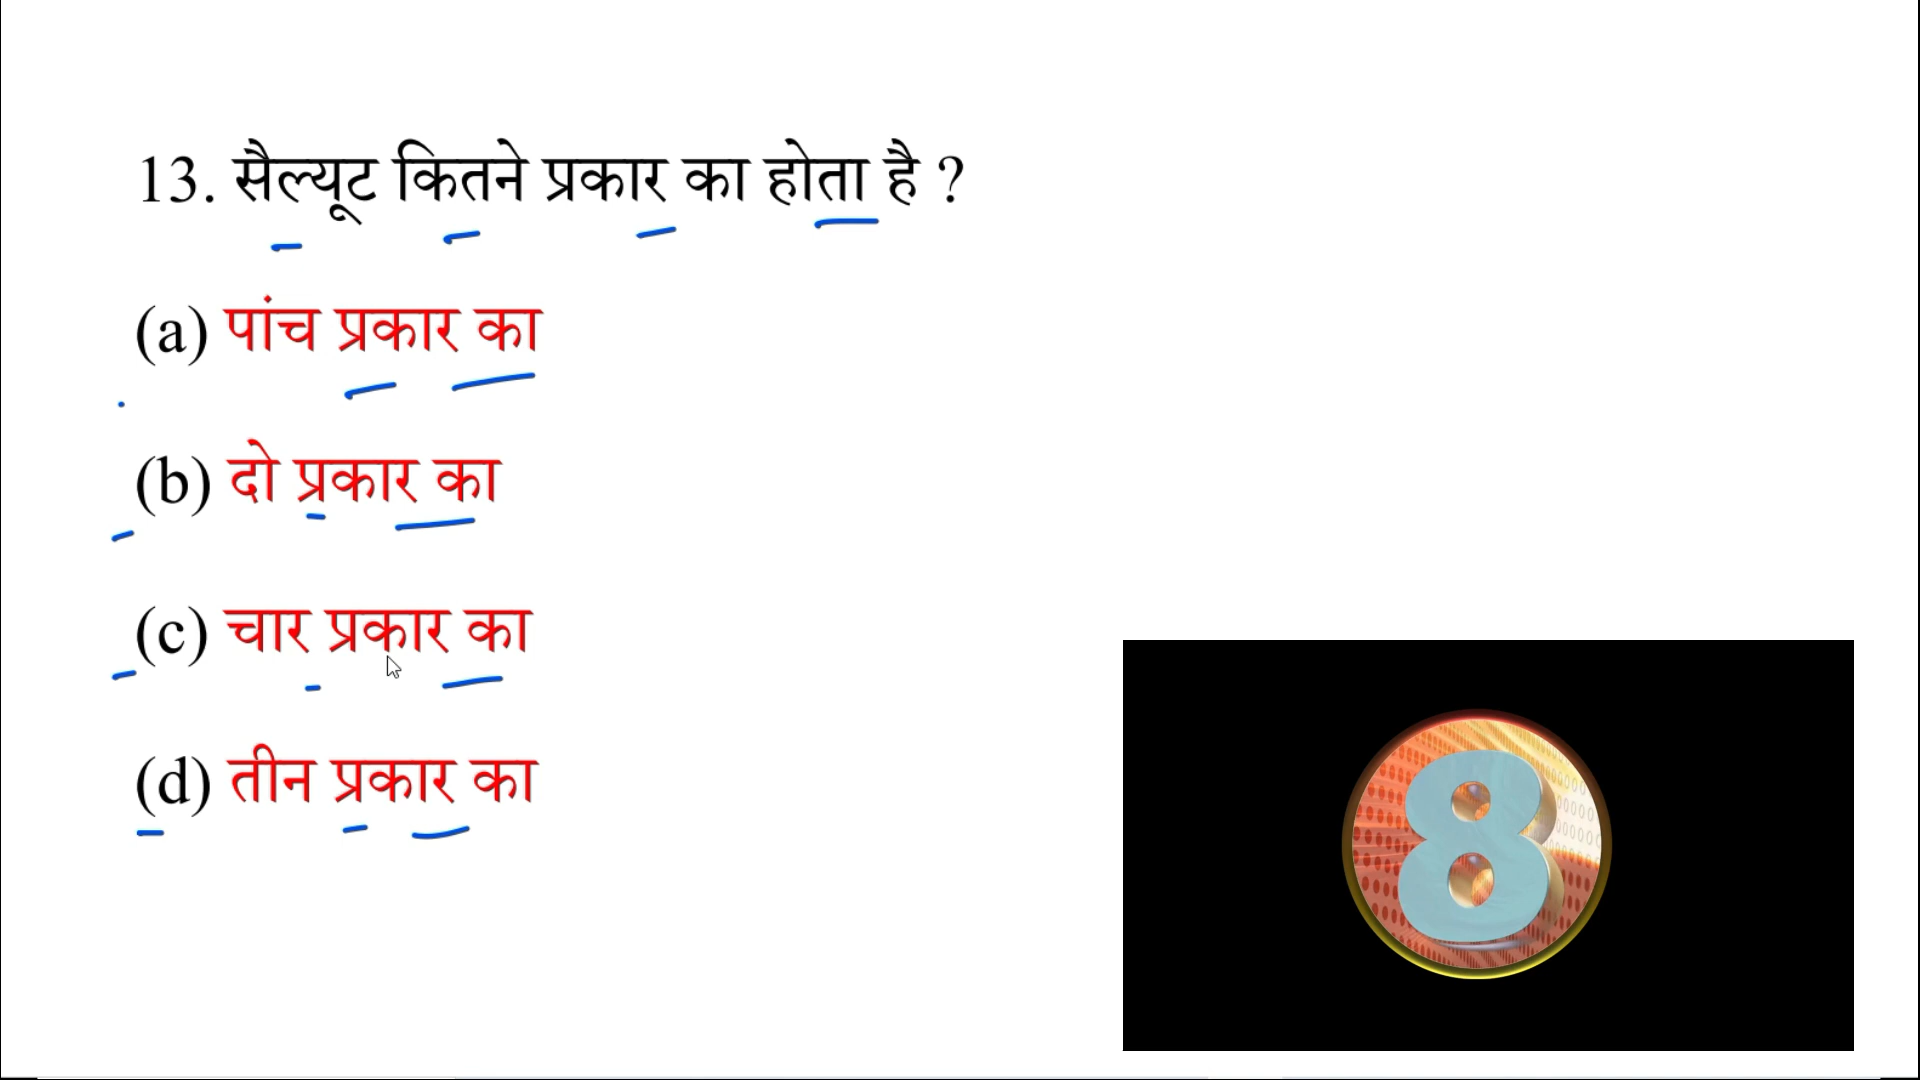 13. सैल्यूट कितने प्रकार का होता है ?
(a) पांच प्रकार का
(b) दो प्रकार का
(c) चार प्रकार का
(d) तीन प्रकार का
8